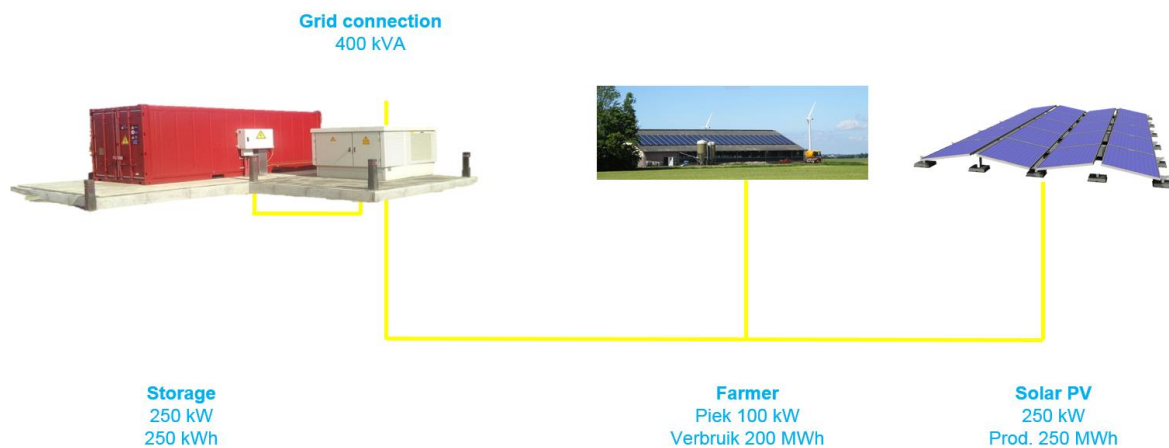 Grid connection
400 kVA
Storage
250 kW
250 kWh
Farmer
Piek 100 kW
Verbruik 200 MWh
Solar PV
250 kW
Prod. 250 MWh